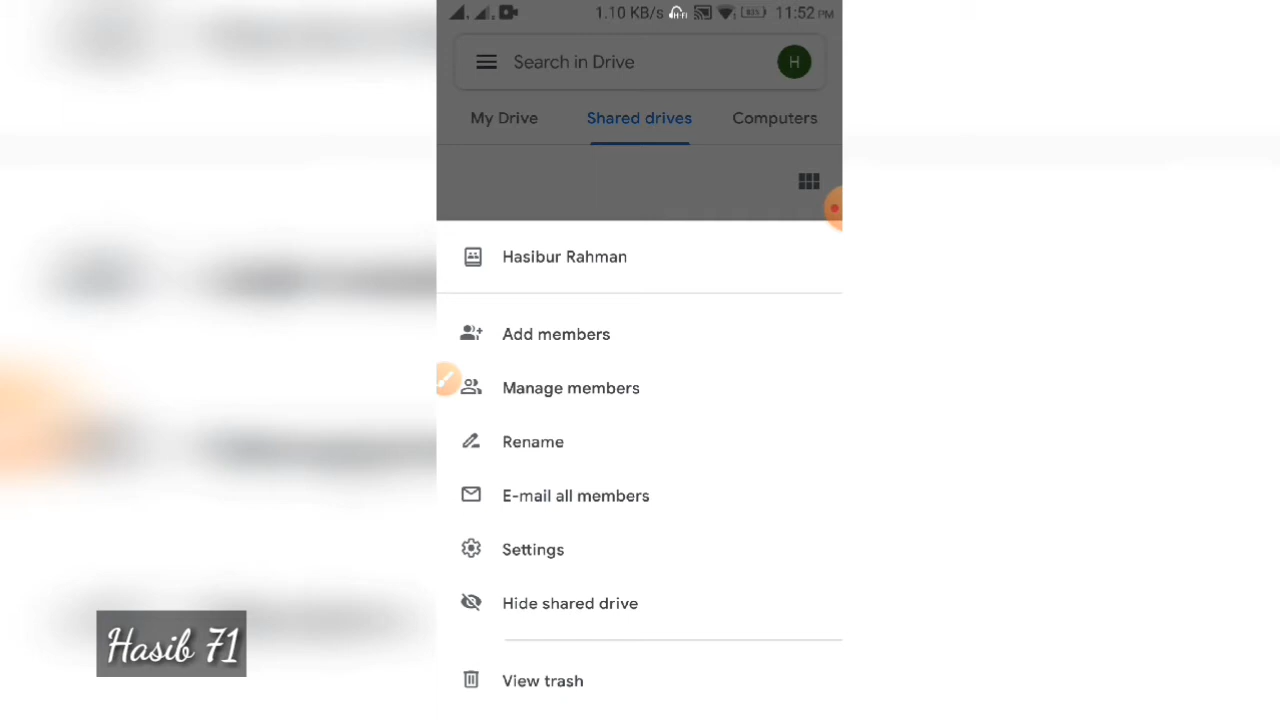 1.10 KB/s 83% 11:52 PM
Search in Drive H
My Drive Shared drives Computers
Hasibur Rahman
Add members
Manage members
Rename
E-mail all members
Settings
Hide shared drive
View trash
Hasib 71